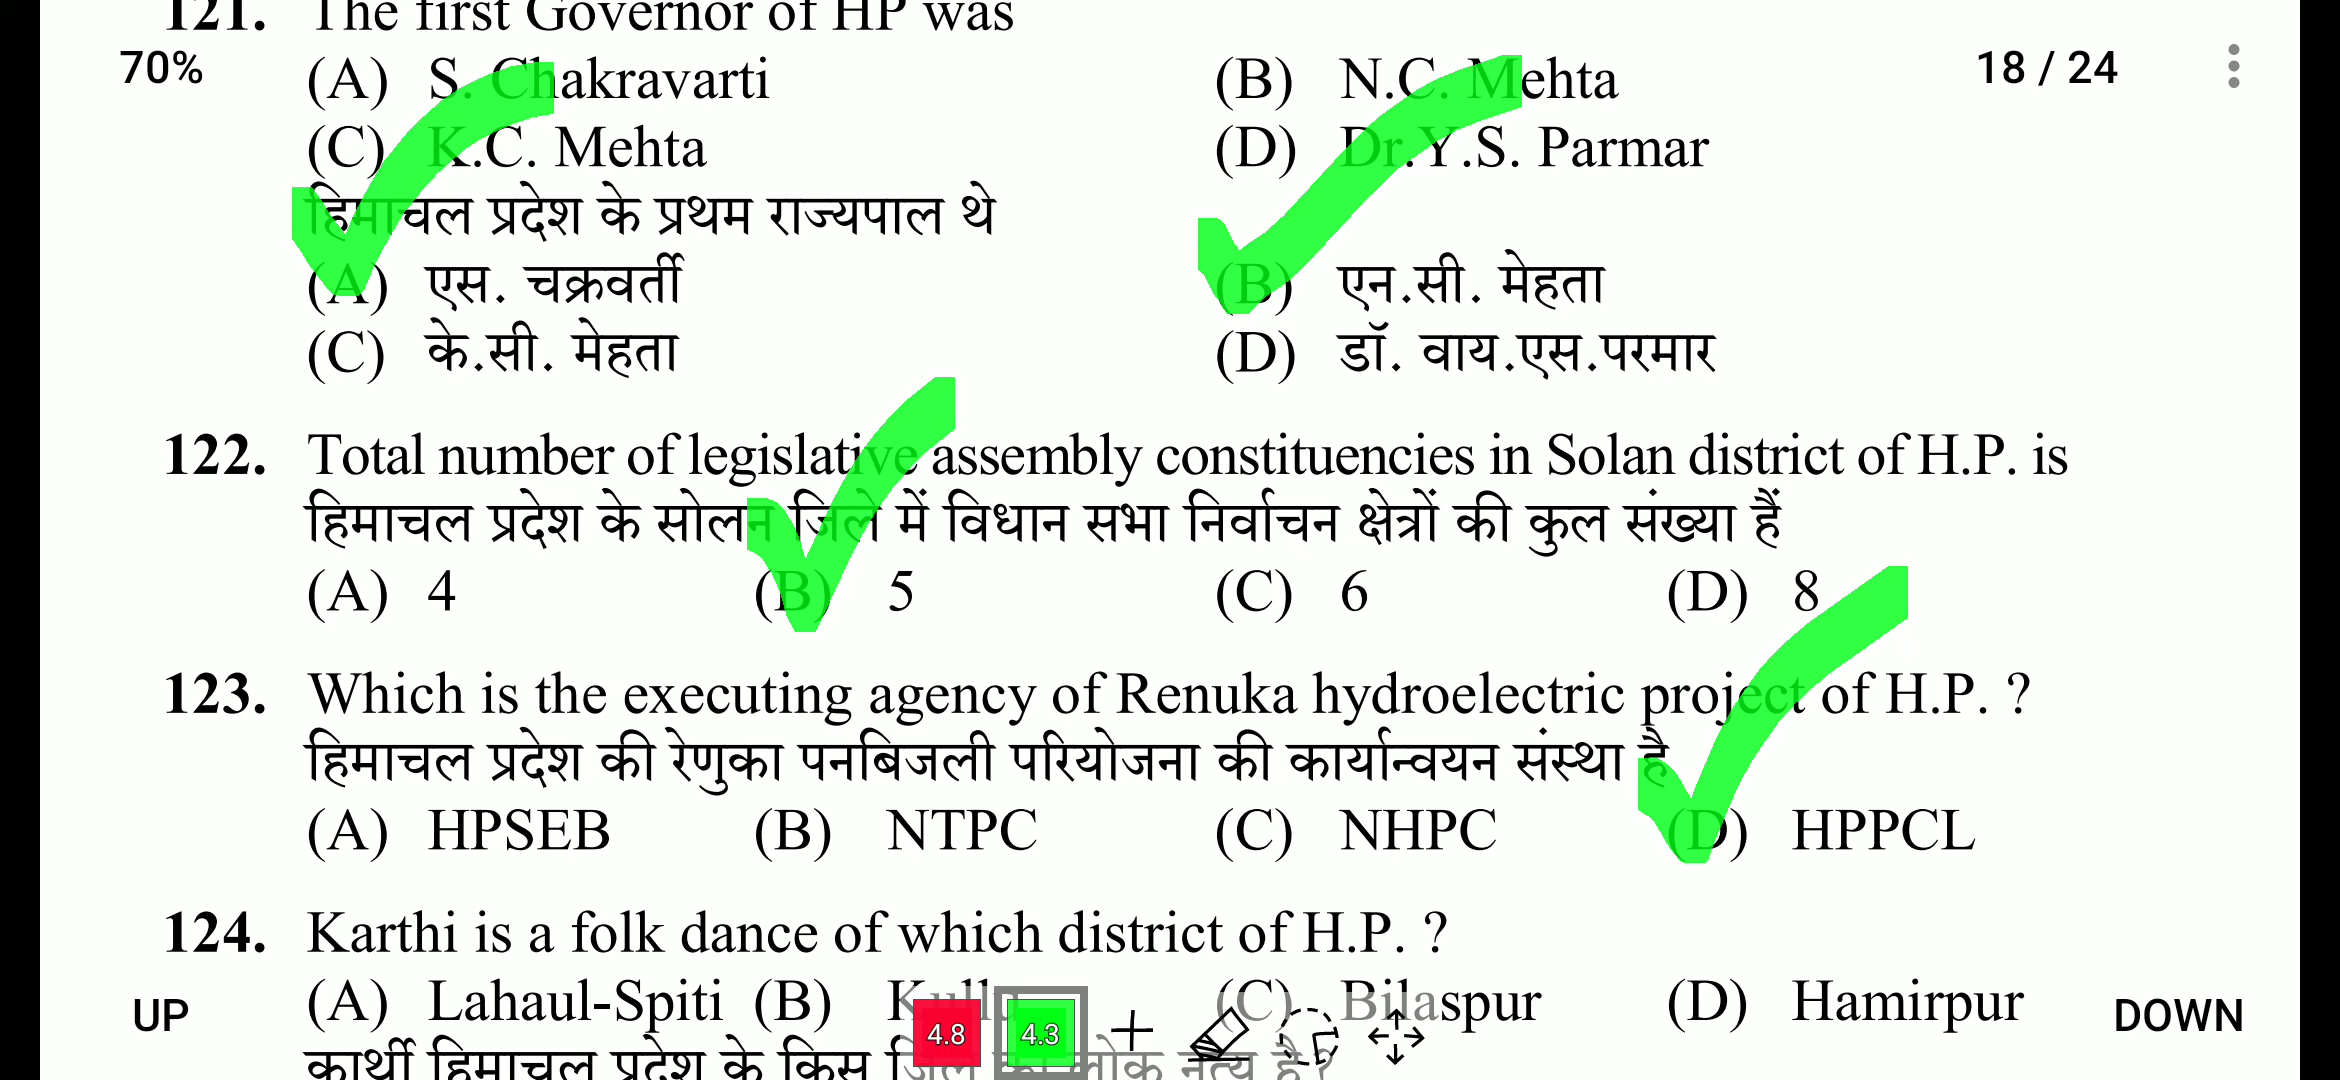 121. The first Governor of HP was
70%
18 / 24
(A) S. Chakravarti (B) N.C. Mehta
(C) K.C. Mehta (D) Dr.Y.S. Parmar
हिमाचल प्रदेश के प्रथम राज्यपाल थे
(A) एस. चक्रवर्ती (B) एन.सी. मेहता
(C) के.सी. मेहता (D) डॉ. वाय.एस.परमार
122. Total number of legislative assembly constituencies in Solan district of H.P. is
हिमाचल प्रदेश के सोलन जिले में विधान सभा निर्वाचन क्षेत्रों की कुल संख्या हैं
(A) 4 (B) 5 (C) 6 (D) 8
123. Which is the executing agency of Renuka hydroelectric project of H.P. ?
हिमाचल प्रदेश की रेणुका पनबिजली परियोजना की कार्यान्वयन संस्था है
(A) HPSEB (B) NTPC (C) NHPC (D) HPPCL
124. Karthi is a folk dance of which district of H.P. ?
(A) Lahaul-Spiti (B) Kullu (C) Bilaspur (D) Hamirpur
UP
DOWN
4.8 4.3
कार्थी हिमाचल प्रदेश के किस जिले का लोक नृत्य है?